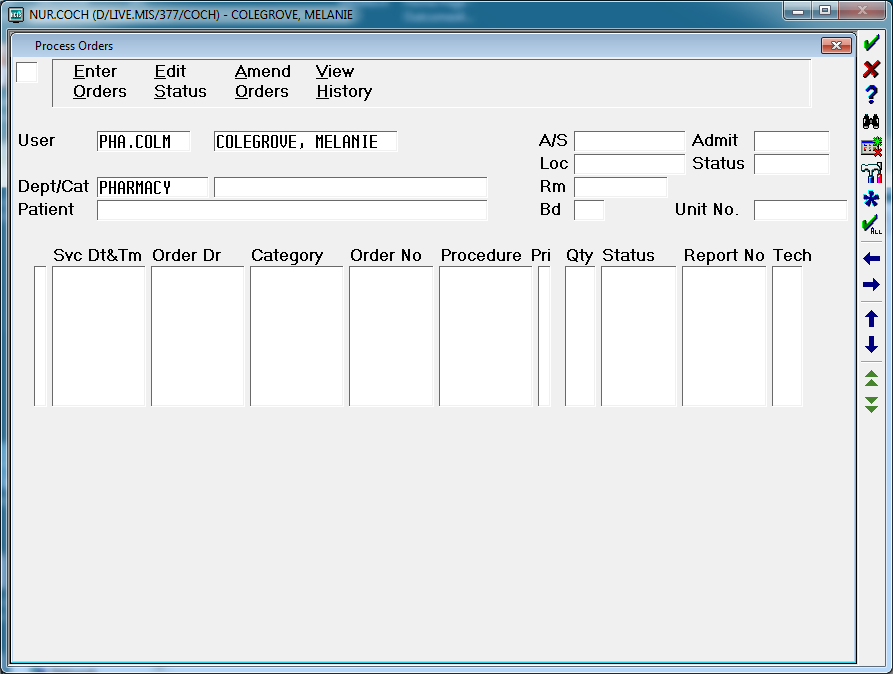 NUR.COCH (D/LIVE.MIS/377/COCH) - COLEGROVE, MELANIE
Process Orders
Enter Orders Edit Status Amend Orders View History
User PHA.COLM COLEGROVE, MELANIE A/S Admit
Loc Status
Dept/Cat PHARMACY Rm
Patient Bd Unit No.
Svc Dt&Tm Order Dr Category Order No Procedure Pri Qty Status Report No Tech
ALL